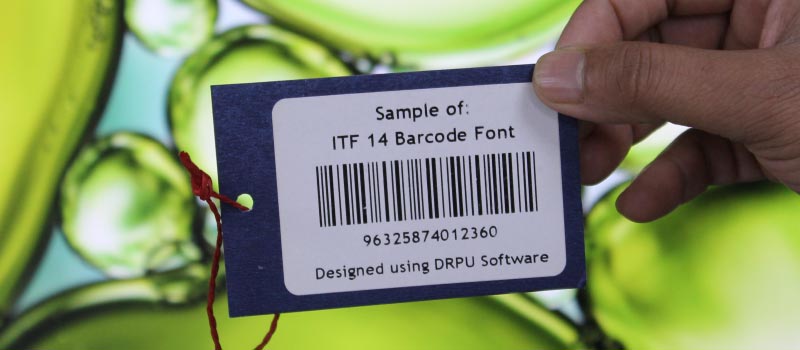 Sample of:
ITF 14 Barcode Font
96325874012360
Designed using DRPU Software